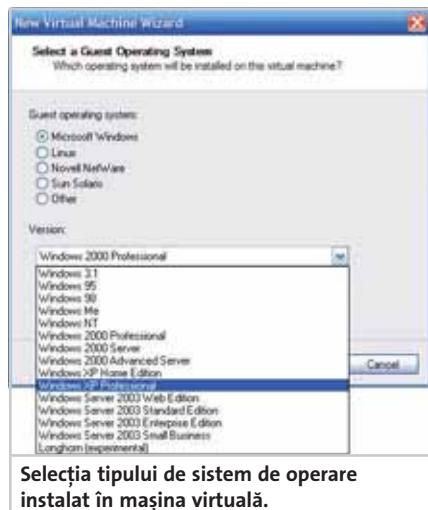 New Virtual Machine Wizard
Select a Guest Operating System
Which operating system will be installed on this virtual machine?
Guest operating system:
Microsoft Windows
Linux
Novell NetWare
Sun Solaris
Other
Version:
Windows 2000 Professional
Windows 3.1
Windows 95
Windows 98
Windows Me
Windows NT
Windows 2000 Professional
Windows 2000 Server
Windows 2000 Advanced Server
Windows XP Home Edition
Windows XP Professional
Windows Server 2003 Web Edition
Windows Server 2003 Standard Edition
Windows Server 2003 Enterprise Edition
Windows Server 2003 Small Business
Longhorn (experimental)
Cancel
Selecția tipului de sistem de operare
instalat în mașina virtuală.